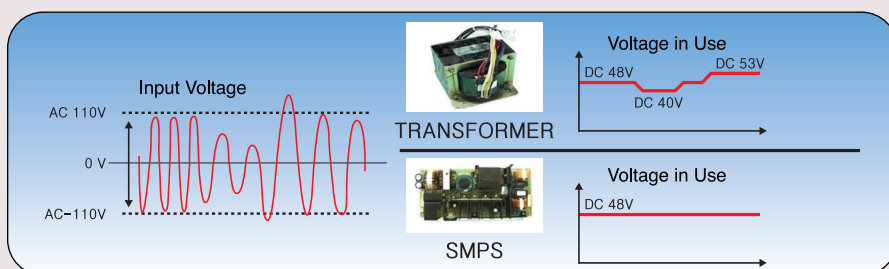 Input Voltage
AC 110V
0 V
AC-110V
TRANSFORMER
Voltage in Use
DC 48V
DC 40V
DC 53V
SMPS
Voltage in Use
DC 48V